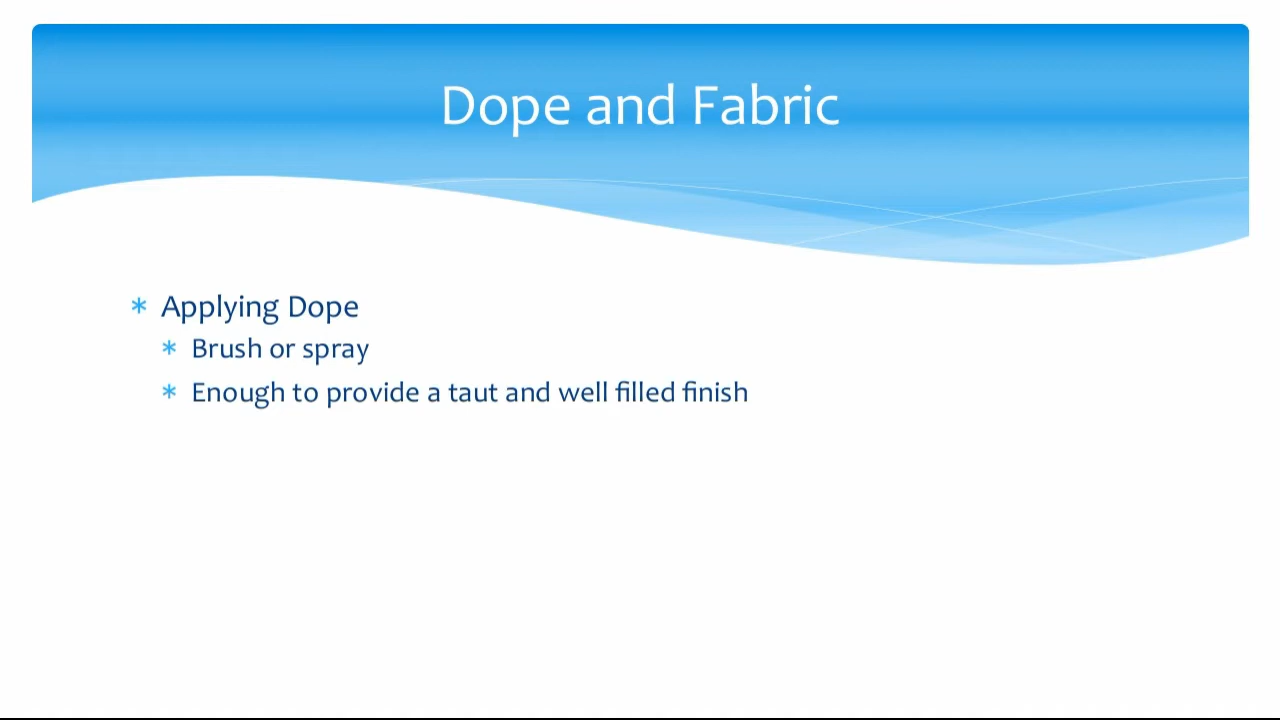 Dope and Fabric
* Applying Dope
* Brush or spray
* Enough to provide a taut and well filled finish